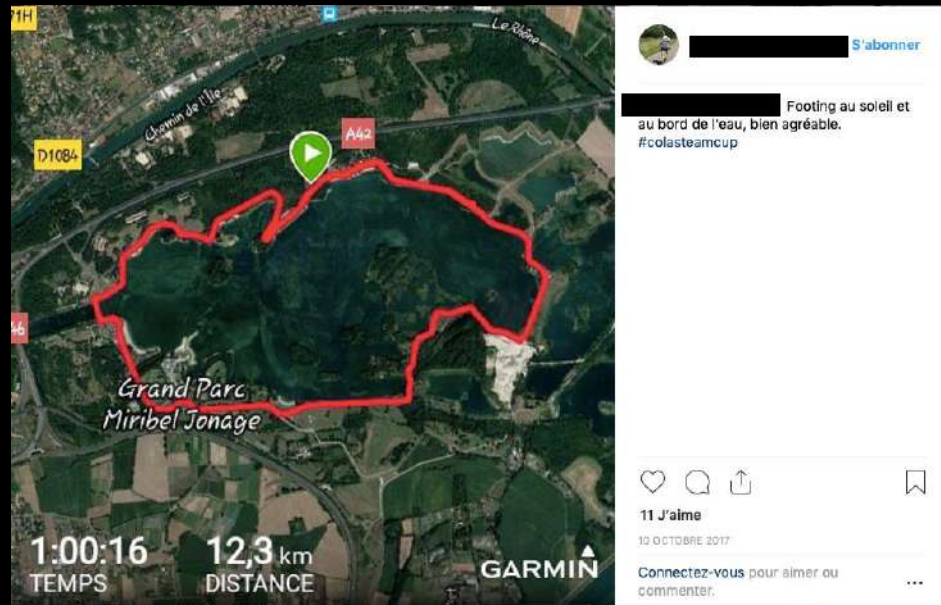 71H
Le Rhône
Chemin de l'Ile
A42
D1084
46
Grand Parc
Miribel Jonage
1:00:16
TEMPS
12,3 km
DISTANCE
GARMIN
S'abonner
Footing au soleil et
au bord de l'eau, bien agréable.
#colasteamcup
11 J'aime
10 OCTOBRE 2017
Connectez-vous pour aimer ou
commenter.